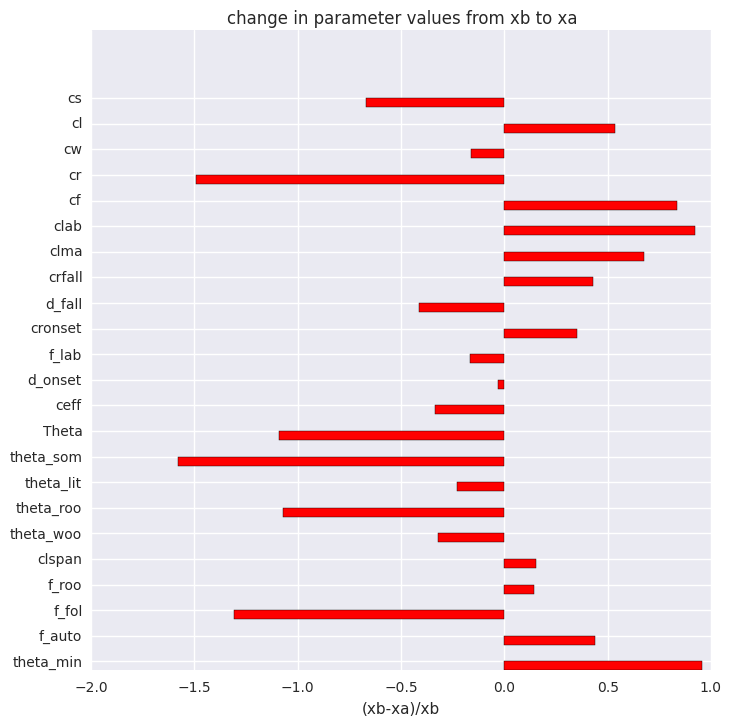 change in parameter values from xb to xa
cs
cl
cw
cr
cf
clab
clma
crfall
d_fall
cronset
f_lab
d_onset
ceff
Theta
theta_som
theta_lit
theta_roo
theta_woo
clspan
f_roo
f_fol
f_auto
theta_min
−2.0 −1.5 −1.0 −0.5 0.0 0.5 1.0
(xb-xa)/xb